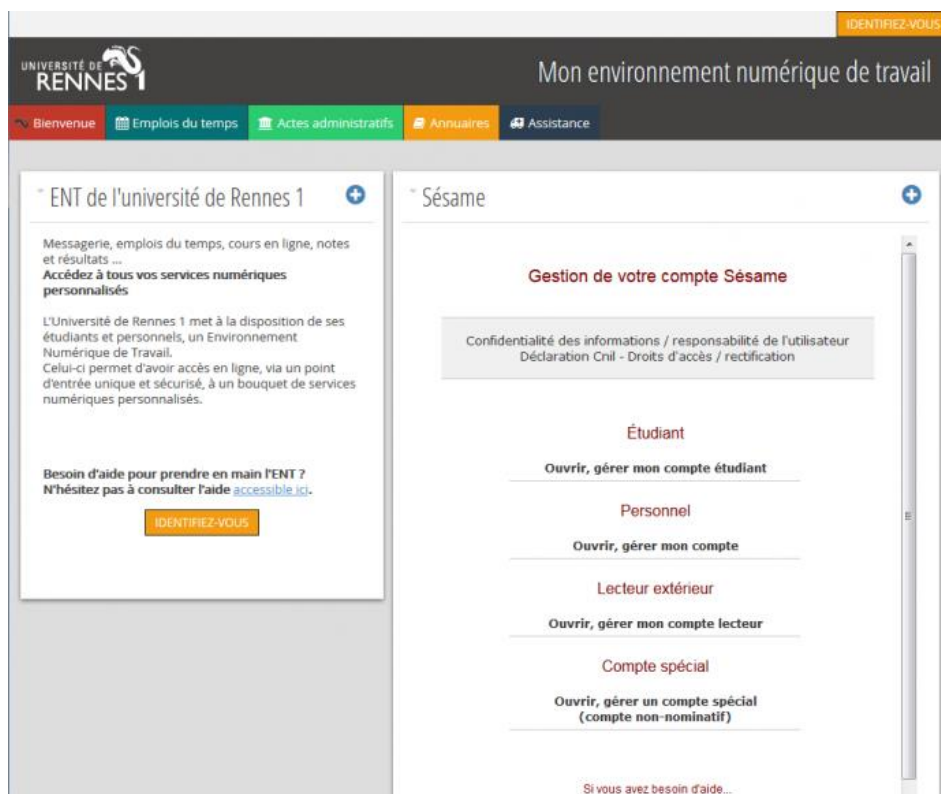 IDENTIFIEZ-VOUS
UNIVERSITÉ DE
RENNES 1
Mon environnement numérique de travail
Bienvenue
Emplois du temps
Actes administratifs
Annuaires
Assistance
ENT de l'université de Rennes 1
Messagerie, emplois du temps, cours en ligne, notes
et résultats ...
Accédez à tous vos services numériques
personnalisés
L'Université de Rennes 1 met à la disposition de ses
étudiants et personnels, un Environnement
Numérique de Travail.
Celui-ci permet d'avoir accès en ligne, via un point
d'entrée unique et sécurisé, à un bouquet de services
numériques personnalisés.
Besoin d'aide pour prendre en main l'ENT ?
N'hésitez pas à consulter l'aide accessible ici.
IDENTIFIEZ-VOUS
Sésame
Gestion de votre compte Sésame
Confidentialité des informations / responsabilité de l'utilisateur
Déclaration Cnil - Droits d'accès / rectification
Étudiant
Ouvrir, gérer mon compte étudiant
Personnel
Ouvrir, gérer mon compte
Lecteur extérieur
Ouvrir, gérer mon compte lecteur
Compte spécial
Ouvrir, gérer un compte spécial
(compte non-nominatif)
Si vous avez besoin d'aide...